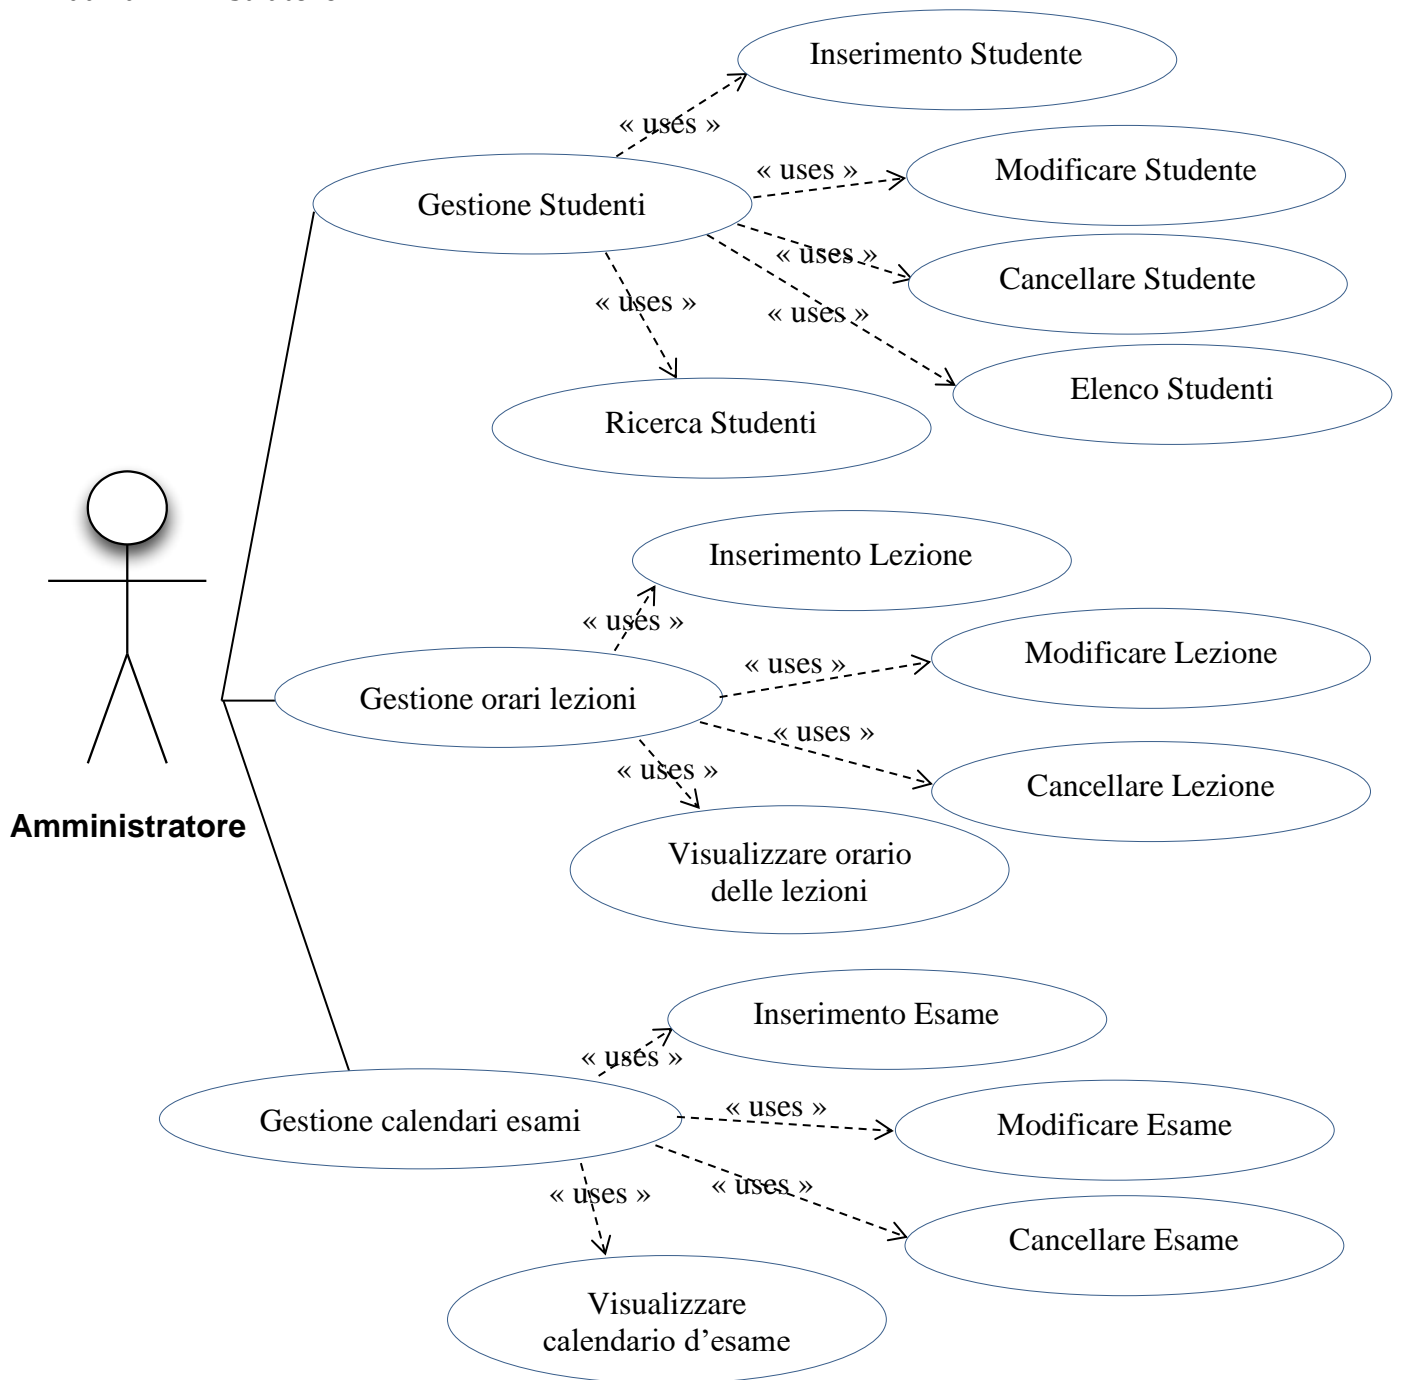 Inserimento Studente
« uses »
« uses »
Modificare Studente
Gestione Studenti
« uses »
Cancellare Studente
« uses »
« uses »
Elenco Studenti
Ricerca Studenti
Inserimento Lezione
« uses »
« uses »
Modificare Lezione
Gestione orari lezioni
« uses »
« uses »
Cancellare Lezione
Amministratore
Visualizzare orario
delle lezioni
Inserimento Esame
« uses »
« uses »
Modificare Esame
Gestione calendari esami
« uses »
« uses »
Cancellare Esame
Visualizzare
calendario d’esame